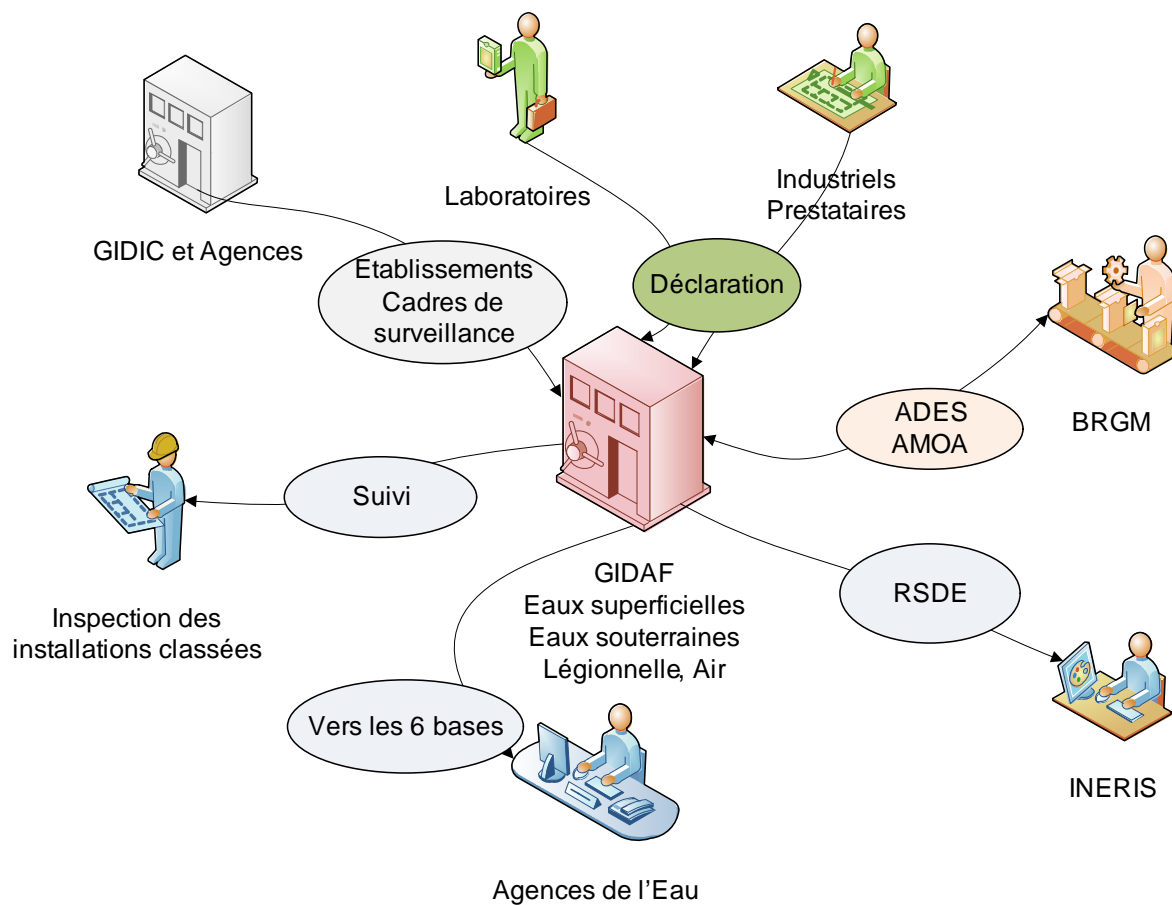 Laboratoires
Industriels
Prestataires
GIDIC et Agences
Etablissements
Cadres de
surveillance
Déclaration
ADES
AMOA
BRGM
Suivi
Inspection des
installations classées
GIDAF
Eaux superficielles
Eaux souterraines
Légionnelle, Air
RSDE
INERIS
Vers les 6 bases
Agences de l’Eau